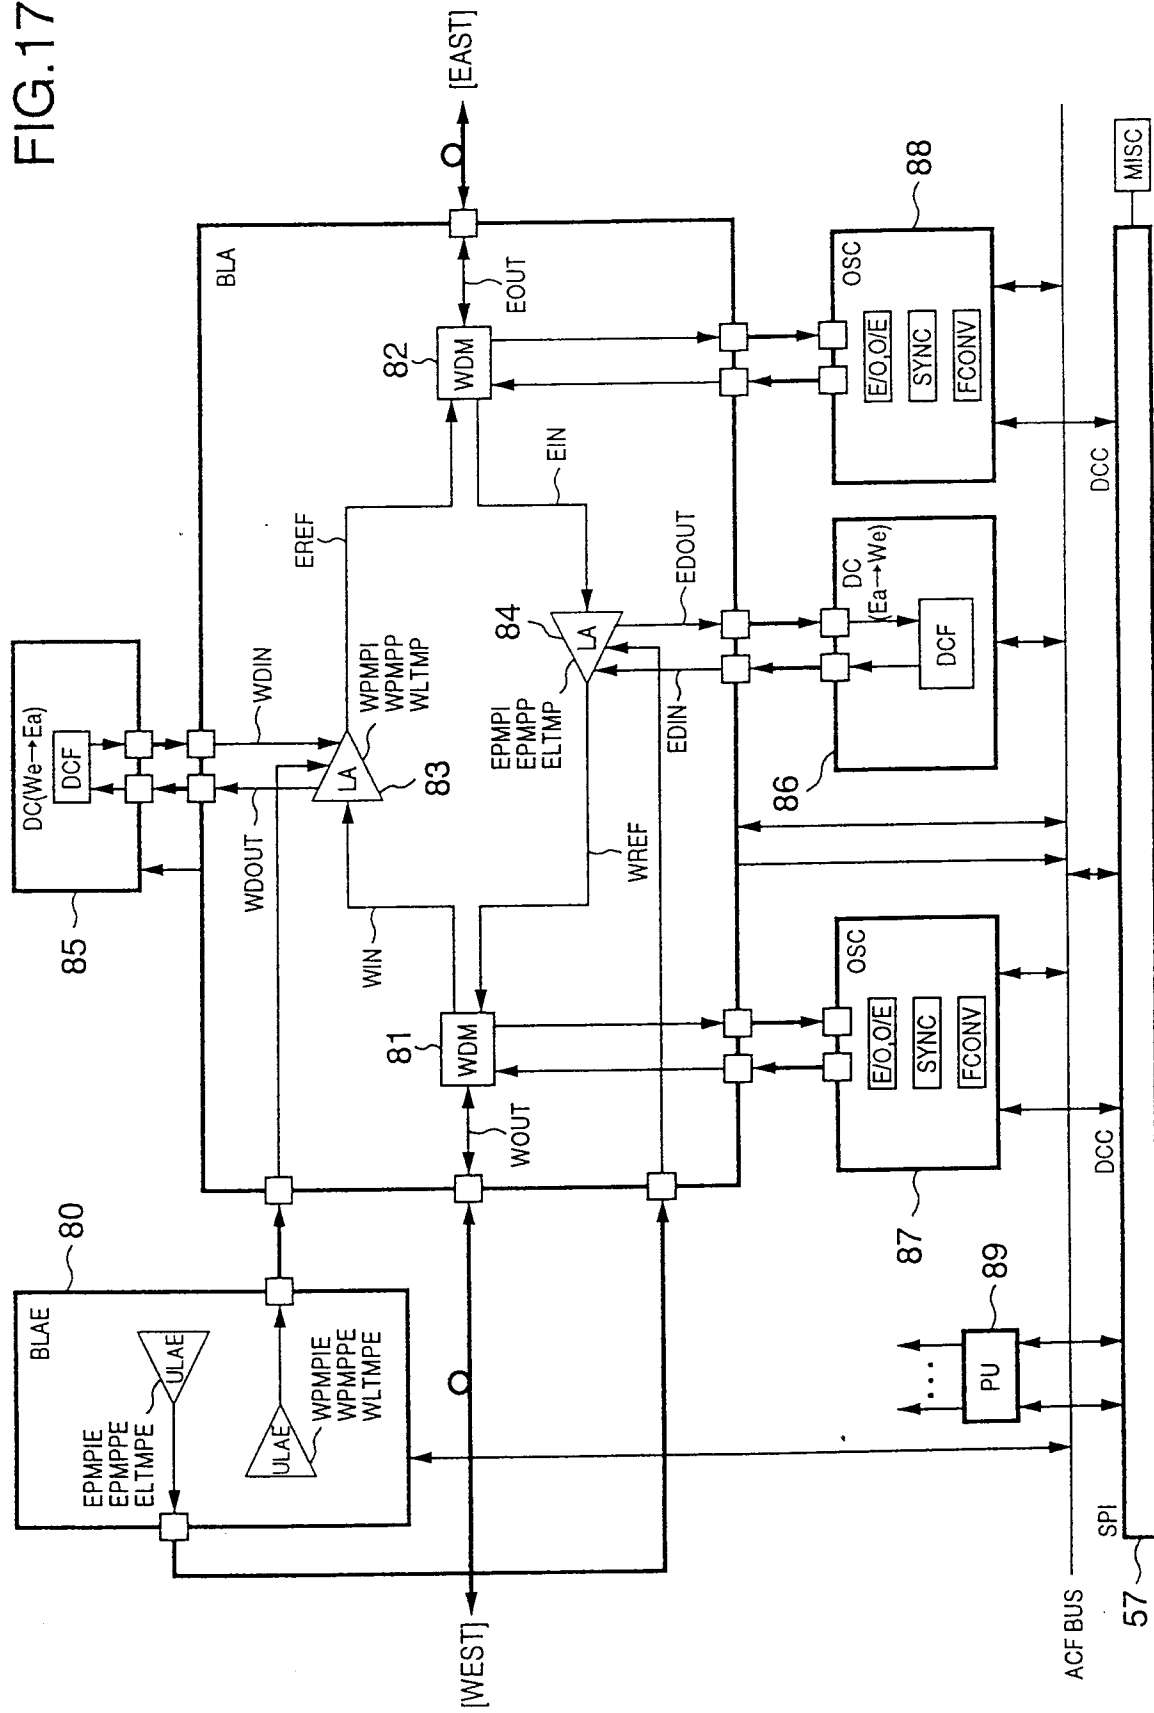 FIG.17
85
DC(We→Ea)
DCF
BLA
80
BLAE
EPMPIE
EPMPPE
ELTMPE
ULAE
ULAE
WPMPIE
WPMPPE
WLTMPE
WDOUT
WDIN
LA
83
WPMPI
WPMPP
WLTMP
EREF
WIN
81
WDM
WOUT
[WEST]
82
WDM
EOUT
[EAST]
EIN
84
LA
EPMPI
EPMPP
ELTMP
WREF
EDIN
EDOUT
87
OSC
E/O,O/E
SYNC
FCONV
86
DC
(Ea→We)
DCF
88
OSC
E/O,O/E
SYNC
FCONV
89
PU
ACF BUS
SPI
DCC
DCC
57
MISC